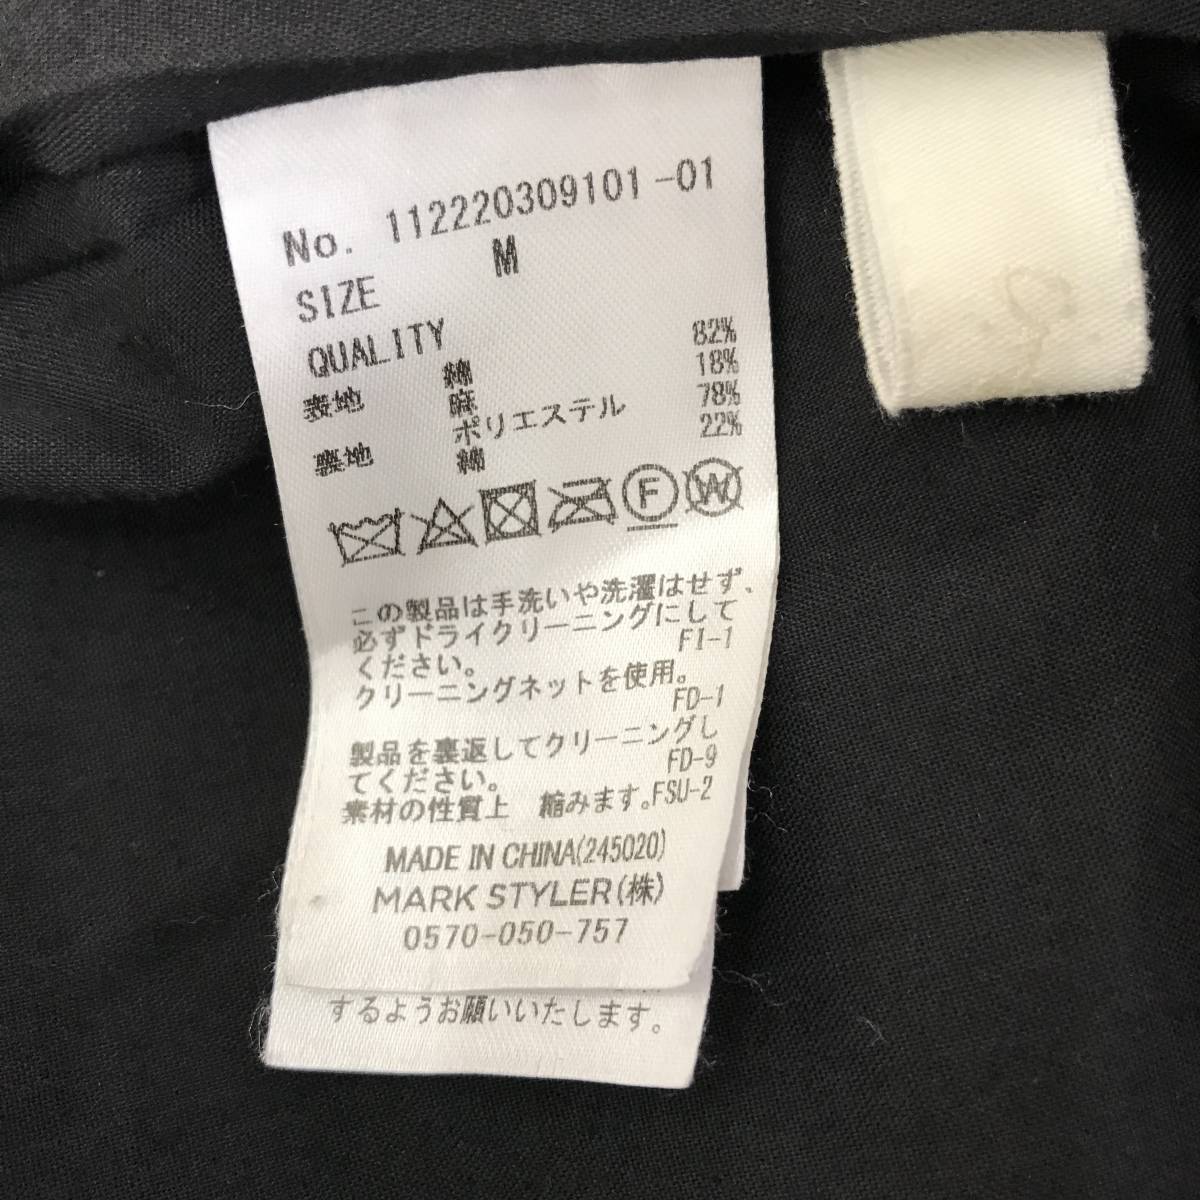 No. 112220309101-01
SIZE M
QUALITY
表地 綿 82%
麻 18%
裏地 ポリエステル 78%
綿 22%
F W
この製品は手洗いや洗濯はせず、
必ずドライクリーニングにして
ください。 FI-1
クリーニングネットを使用。
FD-1
製品を裏返してクリーニングし
てください。 FD-9
素材の性質上 縮みます。FSU-2
MADE IN CHINA(245020)
MARK STYLER(株)
0570-050-757
するようお願いいたします。